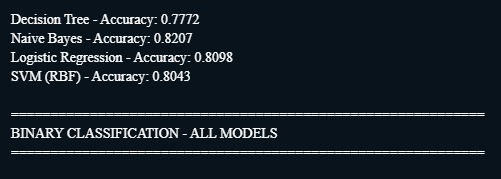 Decision Tree - Accuracy: 0.7772
Naive Bayes - Accuracy: 0.8207
Logistic Regression - Accuracy: 0.8098
SVM (RBF) - Accuracy: 0.8043
============================================================
BINARY CLASSIFICATION - ALL MODELS
============================================================